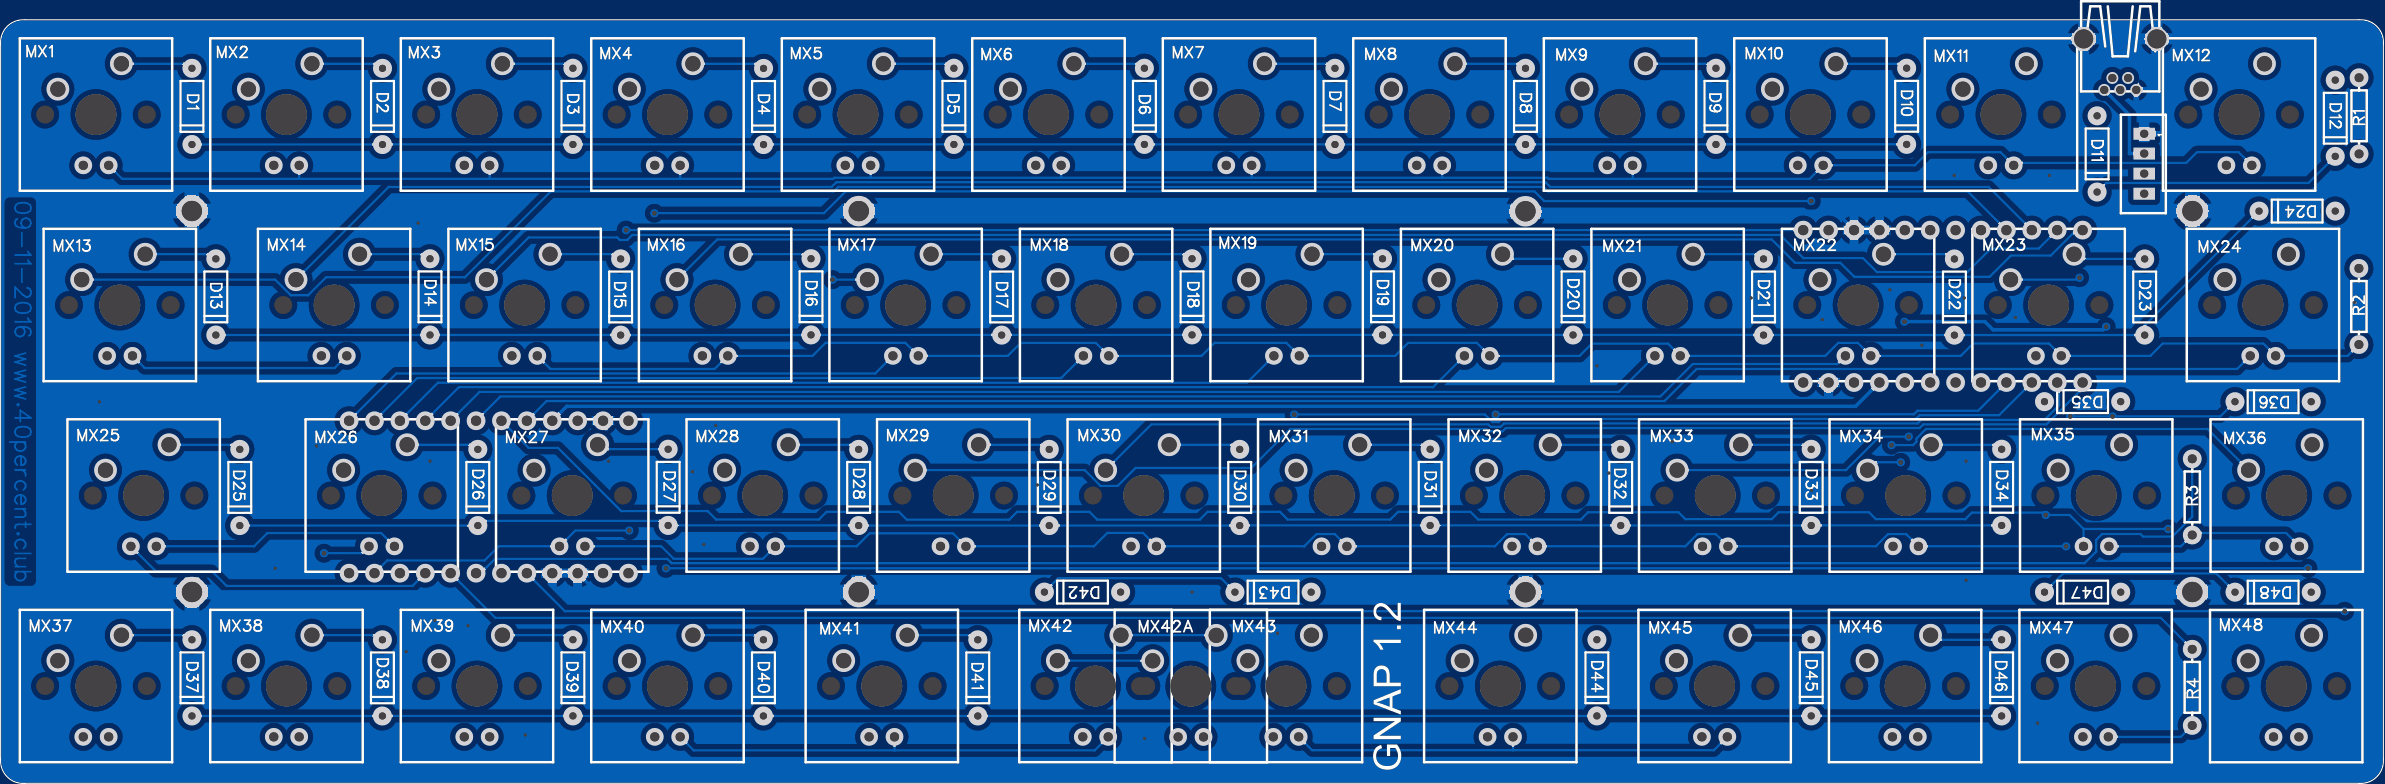 MX1 MX2 MX3 MX4 MX5 MX6 MX7 MX8 MX9 MX10 MX11 MX12
D1 D2 D3 D4 D5 D6 D7 D8 D9 D10 D11 D12 R1
D24
MX13 MX14 MX15 MX16 MX17 MX18 MX19 MX20 MX21 MX22 MX23 MX24
D13 D14 D15 D16 D17 D18 D19 D20 D21 D22 D23 R2
D35 D36
MX25 MX26 MX27 MX28 MX29 MX30 MX31 MX32 MX33 MX34 MX35 MX36
D25 D26 D27 D28 D29 D30 D31 D32 D33 D34 R3
D42 D43 D47 D48
MX37 MX38 MX39 MX40 MX41 MX42 MX42A MX43 MX44 MX45 MX46 MX47 MX48
D37 D38 D39 D40 D41 D44 D45 D46 R4
09-11-2016 www.40percent.club
GNAP 1.2